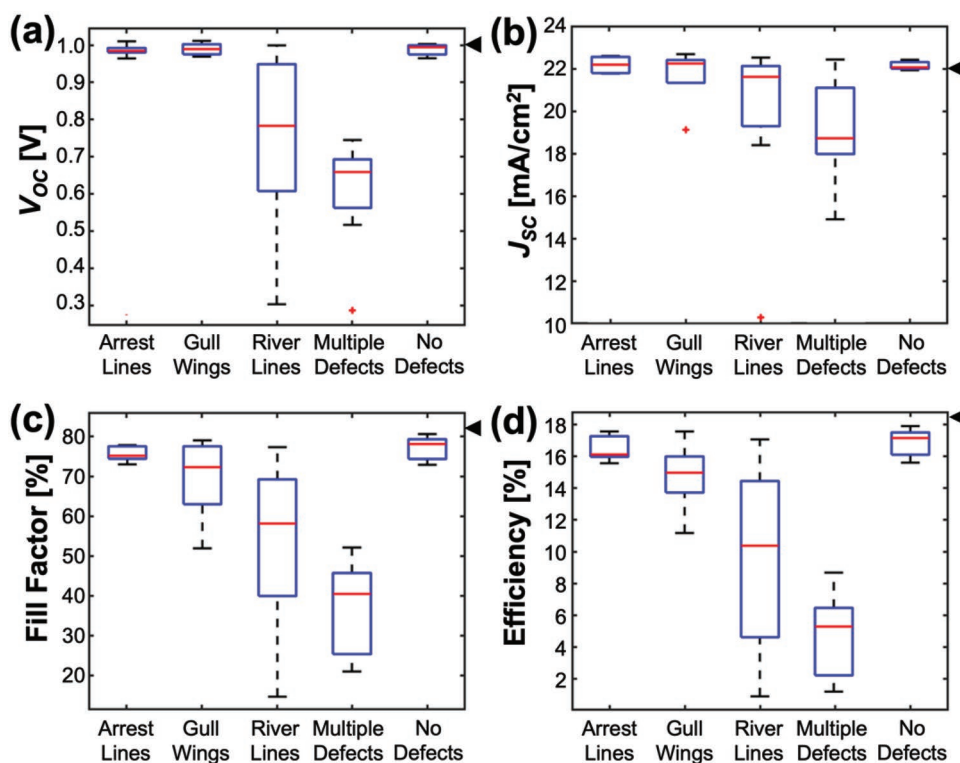 (a)
V_OC [V]
1.0
0.9
0.8
0.7
0.6
0.5
0.4
0.3
Arrest Gull River Multiple No
Lines Wings Lines Defects Defects
(b)
J_SC [mA/cm²]
24
22
20
18
16
14
12
10
Arrest Gull River Multiple No
Lines Wings Lines Defects Defects
(c)
Fill Factor [%]
80
70
60
50
40
30
20
Arrest Gull River Multiple No
Lines Wings Lines Defects Defects
(d)
Efficiency [%]
18
16
14
12
10
8
6
4
2
Arrest Gull River Multiple No
Lines Wings Lines Defects Defects